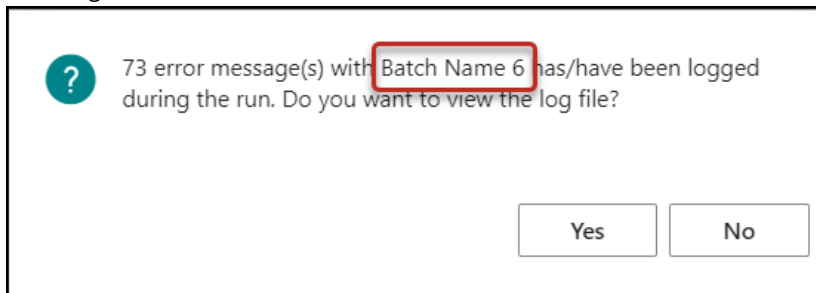 ?
73 error message(s) with Batch Name 6 has/have been logged
during the run. Do you want to view the log file?
Yes
No